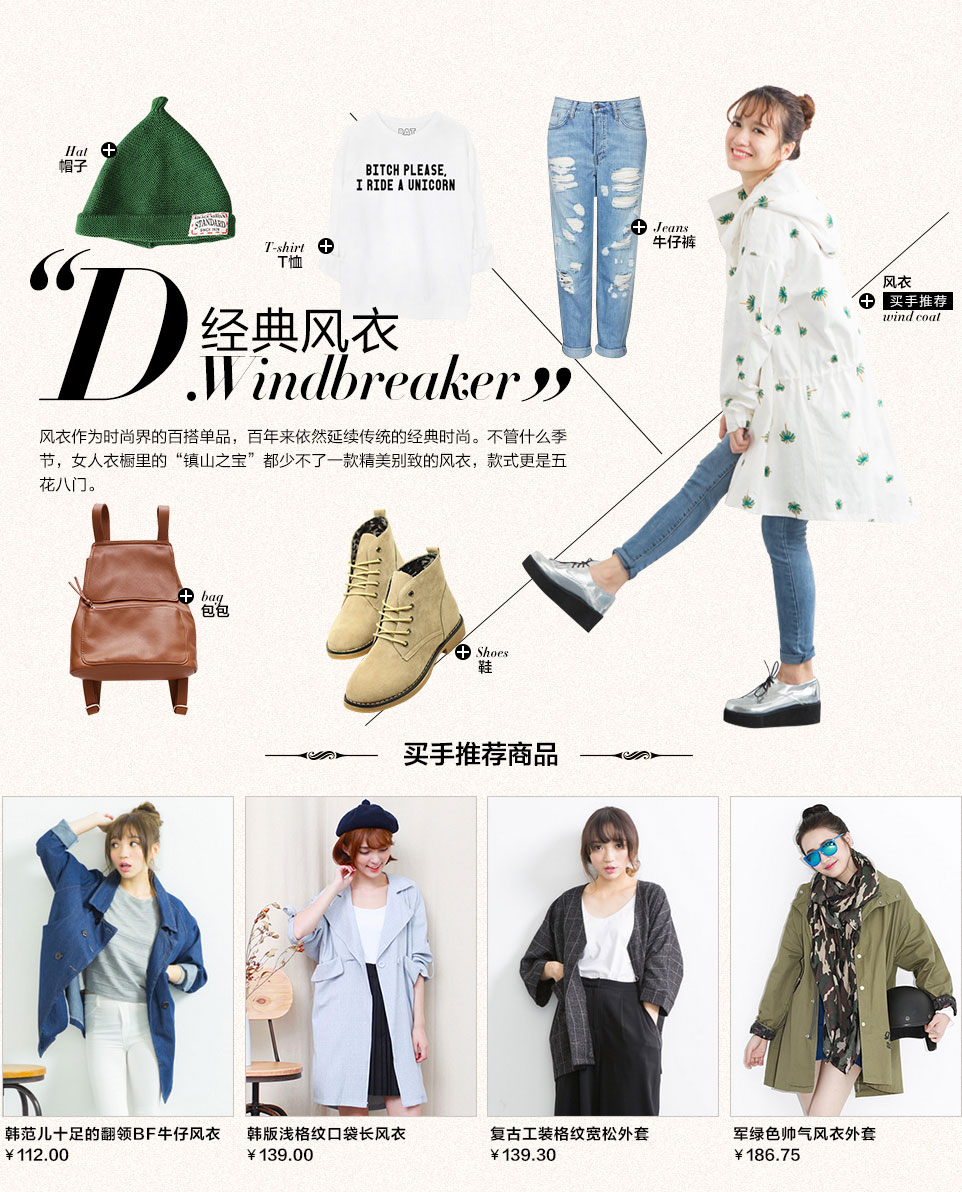 Hat
帽子
STANDARD
SINCE 1978
BAT
BITCH PLEASE,
I RIDE A UNICORN
T-shirt
T恤
Jeans
牛仔裤
风衣
买手推荐
wind coat
“D.
经典风衣
Windbreaker”
风衣作为时尚界的百搭单品，百年来依然延续传统的经典时尚。不管什么季
节，女人衣橱里的“镇山之宝”都少不了一款精美别致的风衣，款式更是五
花八门。
bag
包包
Shoes
鞋
买手推荐商品
韩范儿十足的翻领BF牛仔风衣
¥112.00
韩版浅格纹口袋长风衣
¥139.00
复古工装格纹宽松外套
¥139.30
军绿色帅气风衣外套
¥186.75